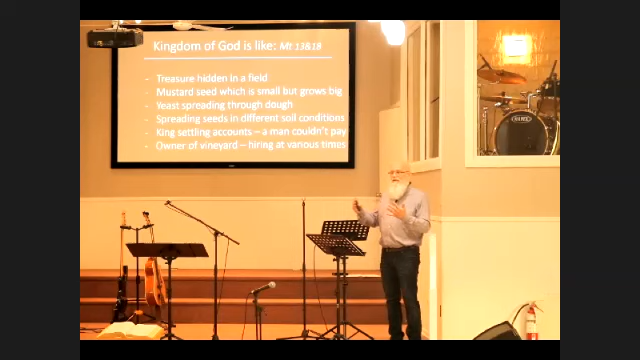 Kingdom of God is like: Mt 13&18
- Treasure hidden in a field
- Mustard seed which is small but grows big
- Yeast spreading through dough
- Spreading seeds in different soil conditions
- King settling accounts – a man couldn't pay
- Owner of vineyard – hiring at various times